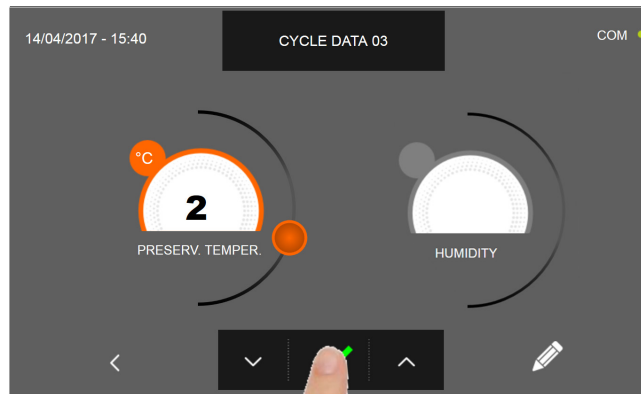 14/04/2017 - 15:40
CYCLE DATA 03
COM
°C
2
PRESERV. TEMPER.
HUMIDITY